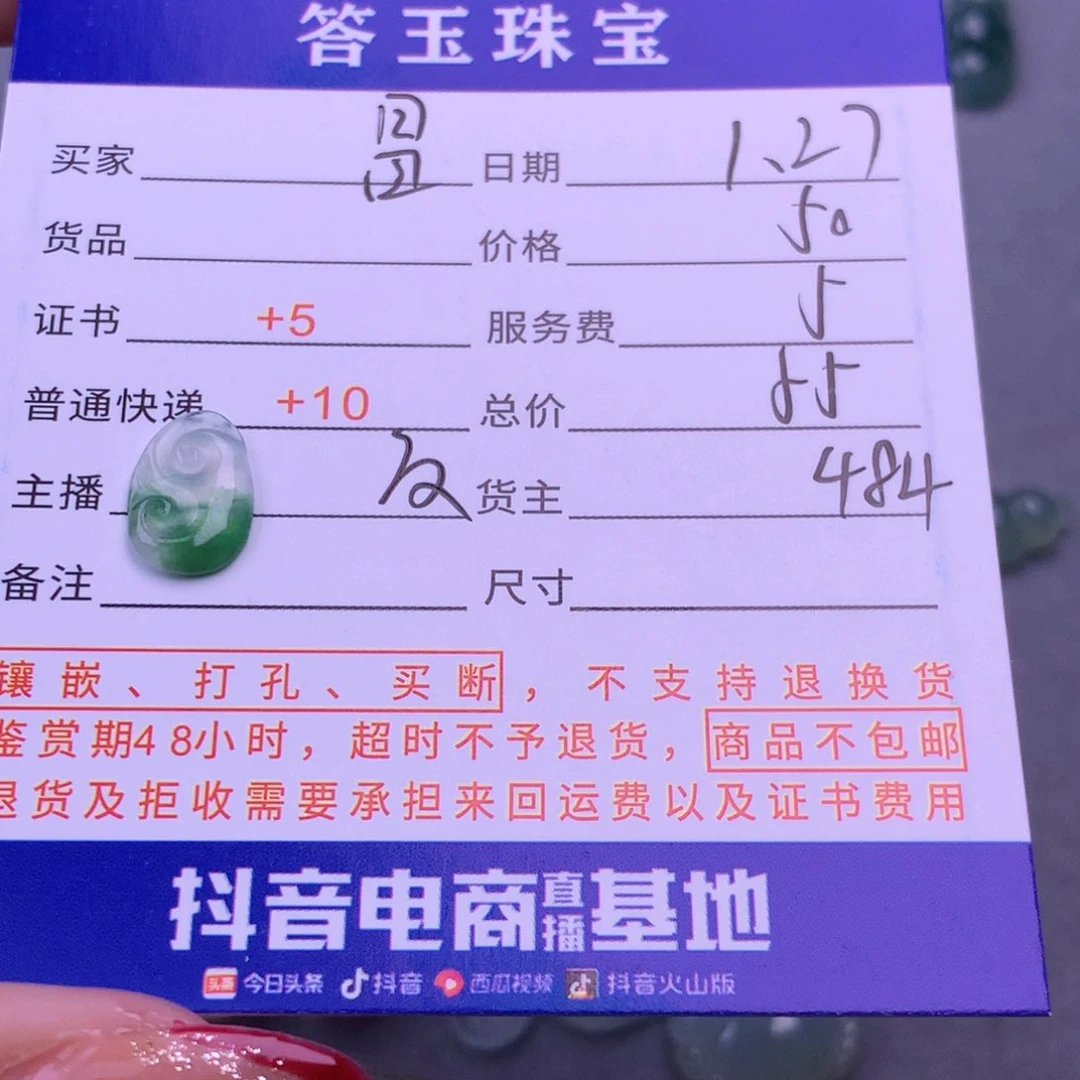 答玉珠宝
买家 日期 1、27
货品 价格 50
证书 +5 服务费 5
普通快递 +10 总价 55
主播 货主 484
备注 尺寸
镶嵌、打孔、买断，不支持退换货
鉴赏期48小时，超时不予退货，商品不包邮
退货及拒收需要承担来回运费以及证书费用
抖音电商直播基地
头条 今日头条 抖音 西瓜视频 抖音火山版